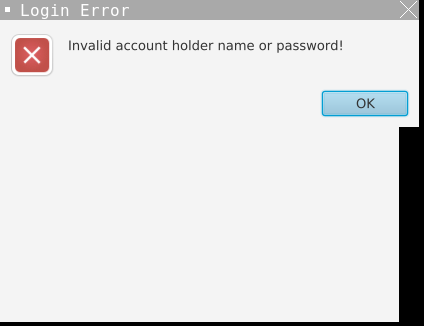 Login Error
Invalid account holder name or password!
OK